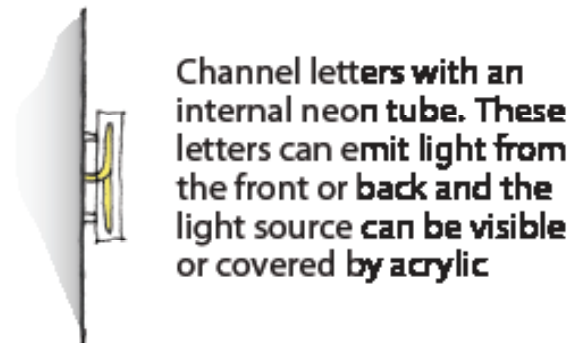 Channel letters with an
internal neon tube. These
letters can emit light from
the front or back and the
light source can be visible
or covered by acrylic